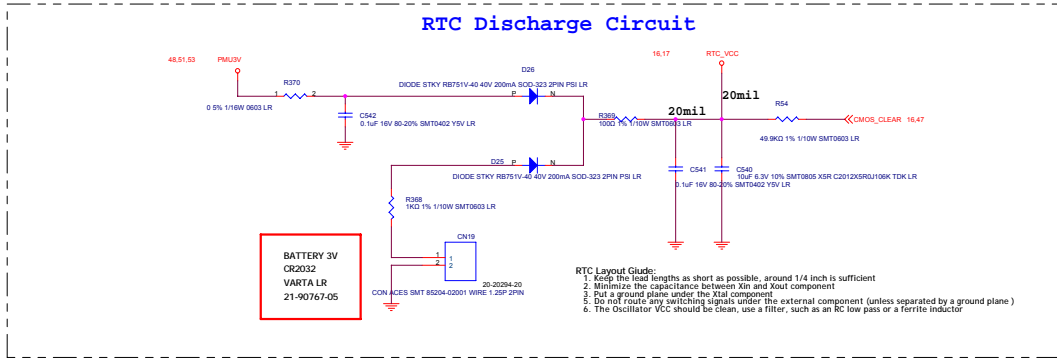 RTC Discharge Circuit
48,51,53 PMU3V
16,17 RTC_VCC
D26
R370
DIODE STKY RB751V-40 40V 200mA SOD-323 2PIN PSI LR
1 2
P N
20mil
20mil
R54
0 5% 1/16W 0603 LR
C542
0.1uF 16V 80-20% SMT0402 Y5V LR
R369
100Ω 1% 1/10W SMT0603 LR
CMOS_CLEAR 16,47
49.9KΩ 1% 1/10W SMT0603 LR
D25
P N
DIODE STKY RB751V-40 40V 200mA SOD-323 2PIN PSI LR
C541
0.1uF 16V 80-20% SMT0402 Y5V LR
C540
10uF 6.3V 10% SMT0805 X5R C2012X5R0J106K TDK LR
R368
1KΩ 1% 1/10W SMT0603 LR
CN19
1 1
2 2
20-20294-20
CON ACES SMT 85204-02001 WIRE 1.25P 2PIN
BATTERY 3V
CR2032
VARTA LR
21-90767-05
RTC Layout Giude:
1. Keep the lead lengths as short as possible, around 1/4 inch is sufficient
2. Minimize the capacitance between Xin and Xout component
3. Put a ground plane under the Xtal component
5. Do not route any switching signals under the external component (unless separated by a ground plane )
6. The Oscillator VCC should be clean, use a filter, such as an RC low pass or a ferrite inductor